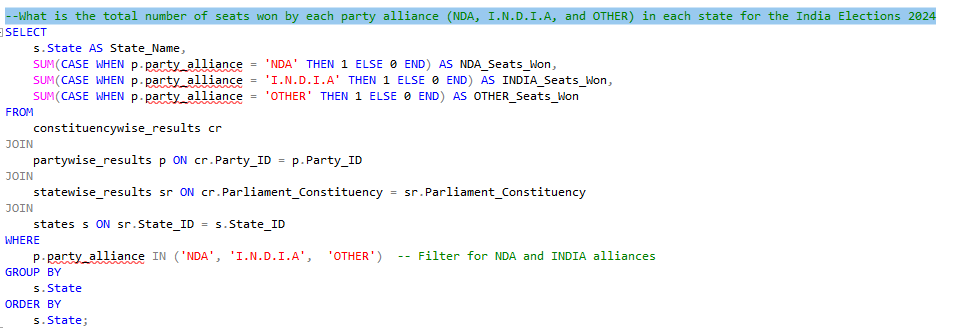 --What is the total number of seats won by each party alliance (NDA, I.N.D.I.A, and OTHER) in each state for the India Elections 2024
SELECT
    s.State AS State_Name,
    SUM(CASE WHEN p.party_alliance = 'NDA' THEN 1 ELSE 0 END) AS NDA_Seats_Won,
    SUM(CASE WHEN p.party_alliance = 'I.N.D.I.A' THEN 1 ELSE 0 END) AS INDIA_Seats_Won,
    SUM(CASE WHEN p.party_alliance = 'OTHER' THEN 1 ELSE 0 END) AS OTHER_Seats_Won
FROM
    constituencywise_results cr
JOIN
    partywise_results p ON cr.Party_ID = p.Party_ID
JOIN
    statewise_results sr ON cr.Parliament_Constituency = sr.Parliament_Constituency
JOIN
    states s ON sr.State_ID = s.State_ID
WHERE
    p.party_alliance IN ('NDA', 'I.N.D.I.A',  'OTHER')  -- Filter for NDA and INDIA alliances
GROUP BY
    s.State
ORDER BY
    s.State;